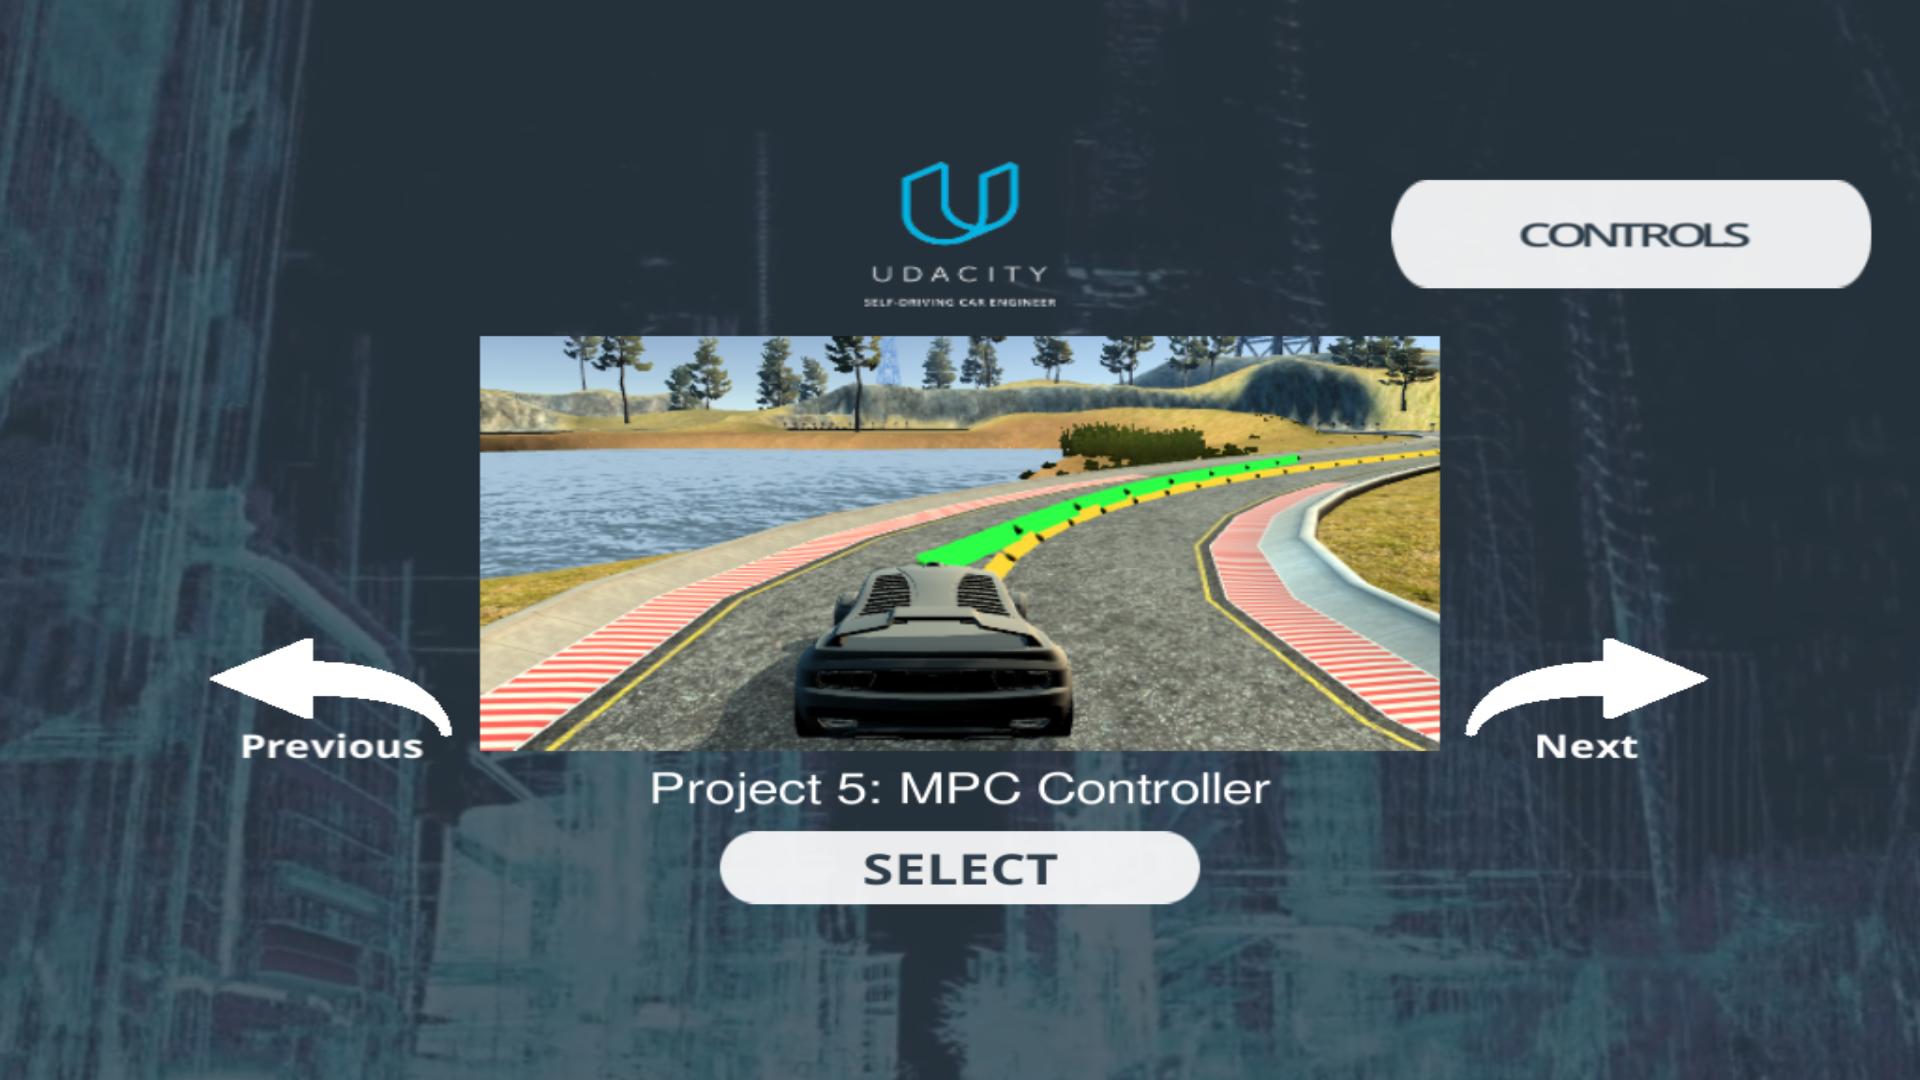 UDACITY
SELF-DRIVING CAR ENGINEER
CONTROLS
Previous
Next
Project 5: MPC Controller
SELECT